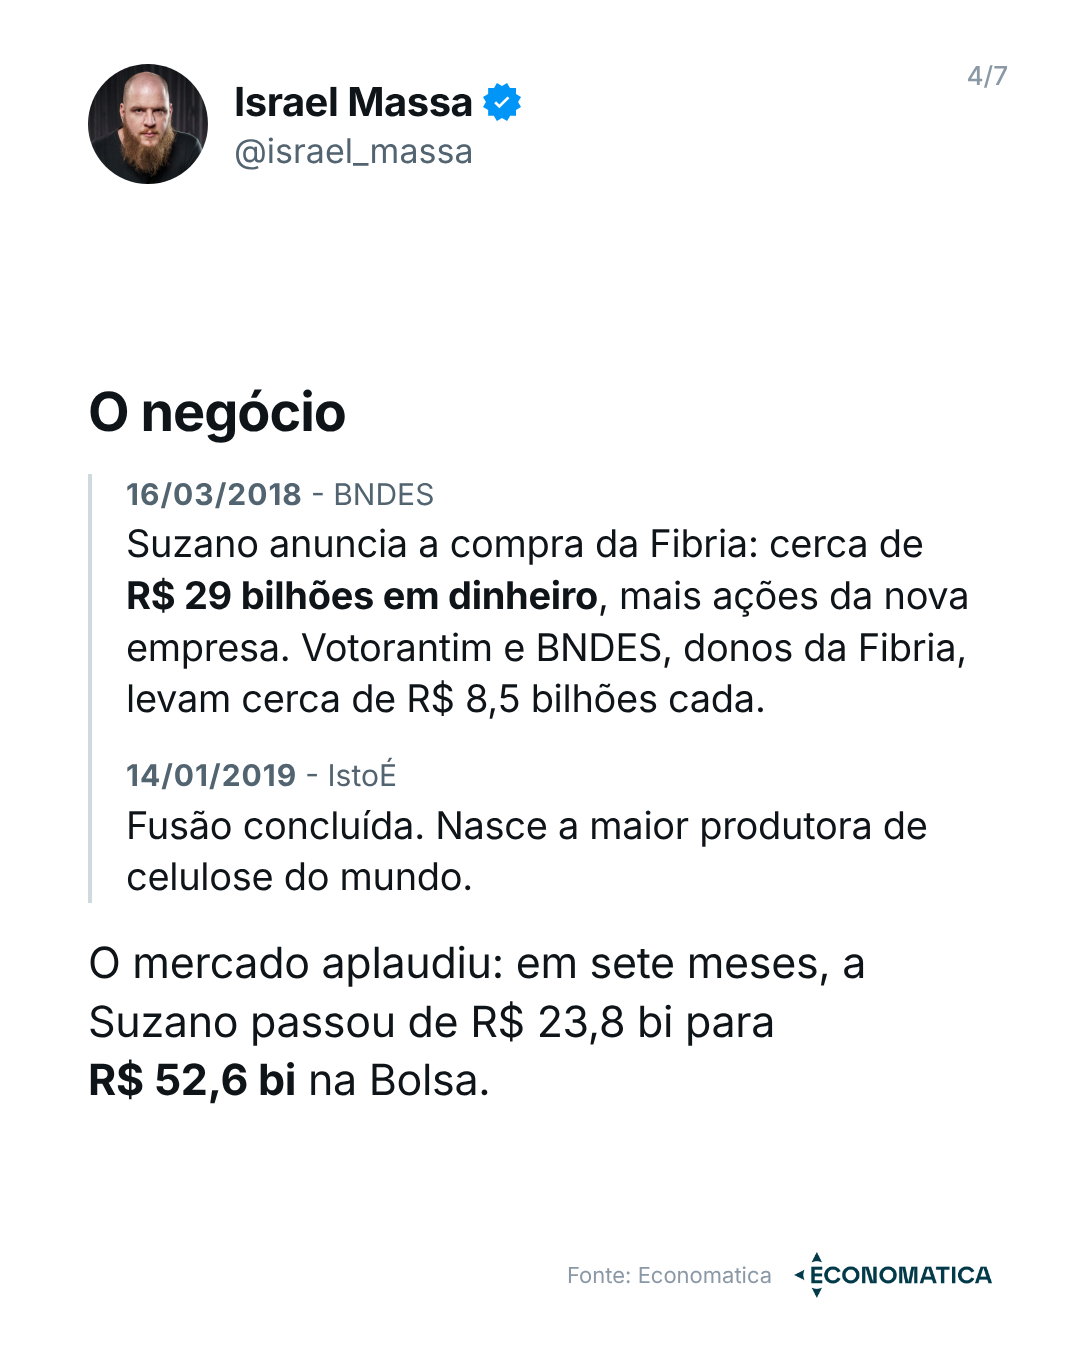 Israel Massa
@israel_massa
4/7
O negócio
16/03/2018 - BNDES
Suzano anuncia a compra da Fibria: cerca de
R$ 29 bilhões em dinheiro, mais ações da nova
empresa. Votorantim e BNDES, donos da Fibria,
levam cerca de R$ 8,5 bilhões cada.
14/01/2019 - IstoÉ
Fusão concluída. Nasce a maior produtora de
celulose do mundo.
O mercado aplaudiu: em sete meses, a
Suzano passou de R$ 23,8 bi para
R$ 52,6 bi na Bolsa.
Fonte: Economatica
ECONOMATICA